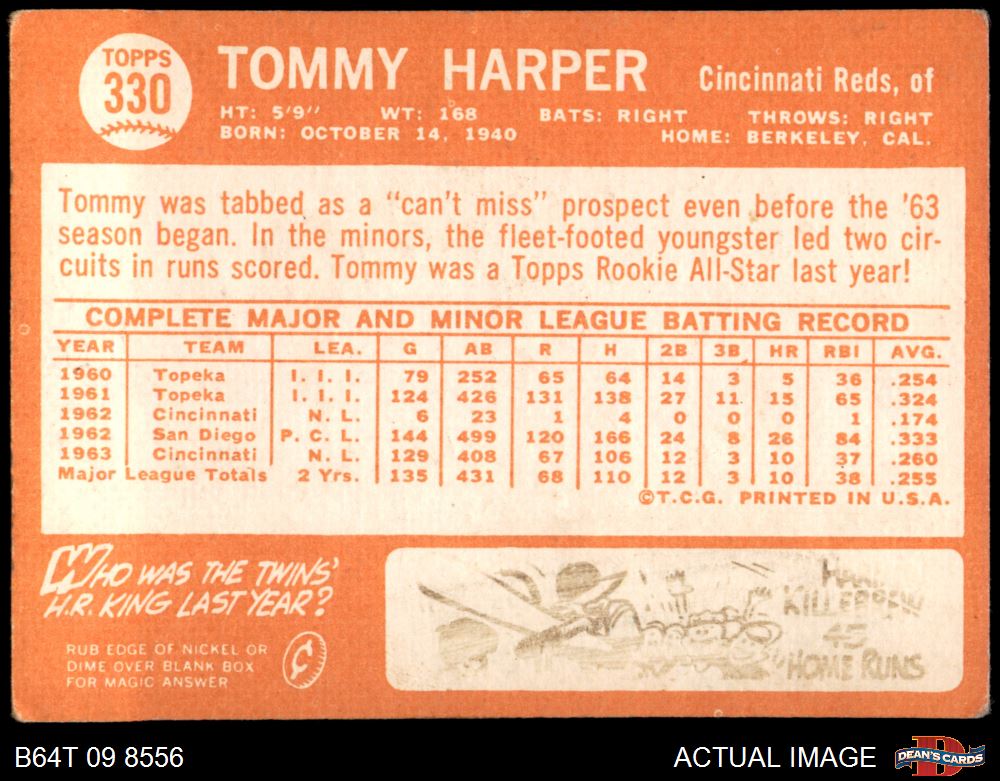 TOPPS
330
TOMMY HARPER
Cincinnati Reds, of
HT: 5'9" WT: 168 BATS: RIGHT THROWS: RIGHT
BORN: OCTOBER 14, 1940 HOME: BERKELEY, CAL.
Tommy was tabbed as a "can't miss" prospect even before the '63
season began. In the minors, the fleet-footed youngster led two cir-
cuits in runs scored. Tommy was a Topps Rookie All-Star last year!
COMPLETE MAJOR AND MINOR LEAGUE BATTING RECORD
YEAR TEAM LEA. G AB R H 2B 3B HR RBI AVG.
1960 Topeka I. I. I. 79 252 65 64 14 3 5 36 .254
1961 Topeka I. I. I. 124 426 131 138 27 11 15 65 .324
1962 Cincinnati N. L. 6 23 1 4 0 0 0 1 .174
1962 San Diego P. C. L. 144 499 120 166 24 8 26 84 .333
1963 Cincinnati N. L. 129 408 67 106 12 3 10 37 .260
Major League Totals 2 Yrs. 135 431 68 110 12 3 10 38 .255
©T.C.G. PRINTED IN U.S.A.
WHO WAS THE TWINS'
H.R. KING LAST YEAR?
RUB EDGE OF NICKEL OR
DIME OVER BLANK BOX
FOR MAGIC ANSWER
¢
KILLEBREW
45
HOME RUNS
B64T 09 8556
ACTUAL IMAGE
D
DEAN'S CARDS